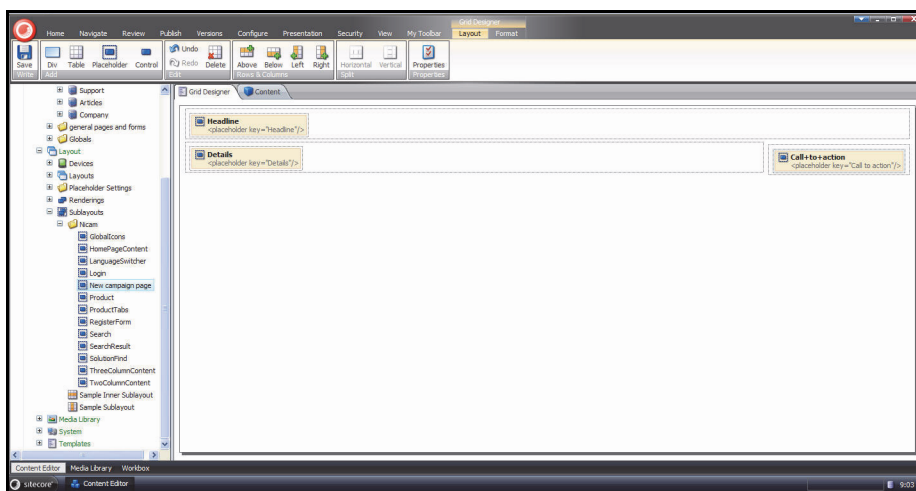 Grid Designer
Home Navigate Review Publish Versions Configure Presentation Security View My Toolbar Layout Format
Save Div Table Placeholder Control Undo Redo Delete Above Below Left Right Horizontal Vertical Properties
Write Add Edit Rows & Columns Split Properties
Support
Articles
Company
general pages and forms
Globals
Layout
Devices
Layouts
Placeholder Settings
Renderings
Sublayouts
Nicam
GlobalIcons
HomePageContent
LanguageSwitcher
Login
New campaign page
Product
ProductTabs
RegisterForm
Search
SearchResult
SolutionFind
ThreeColumnContent
TwoColumnContent
Sample Inner Sublayout
Sample Sublayout
Media Library
System
Templates
Grid Designer Content
Headline
<placeholder key="Headline"/>
Details
<placeholder key="Details"/>
Call+to+action
<placeholder key="Call to action"/>
Content Editor Media Library Workbox
sitecore Content Editor 9:03